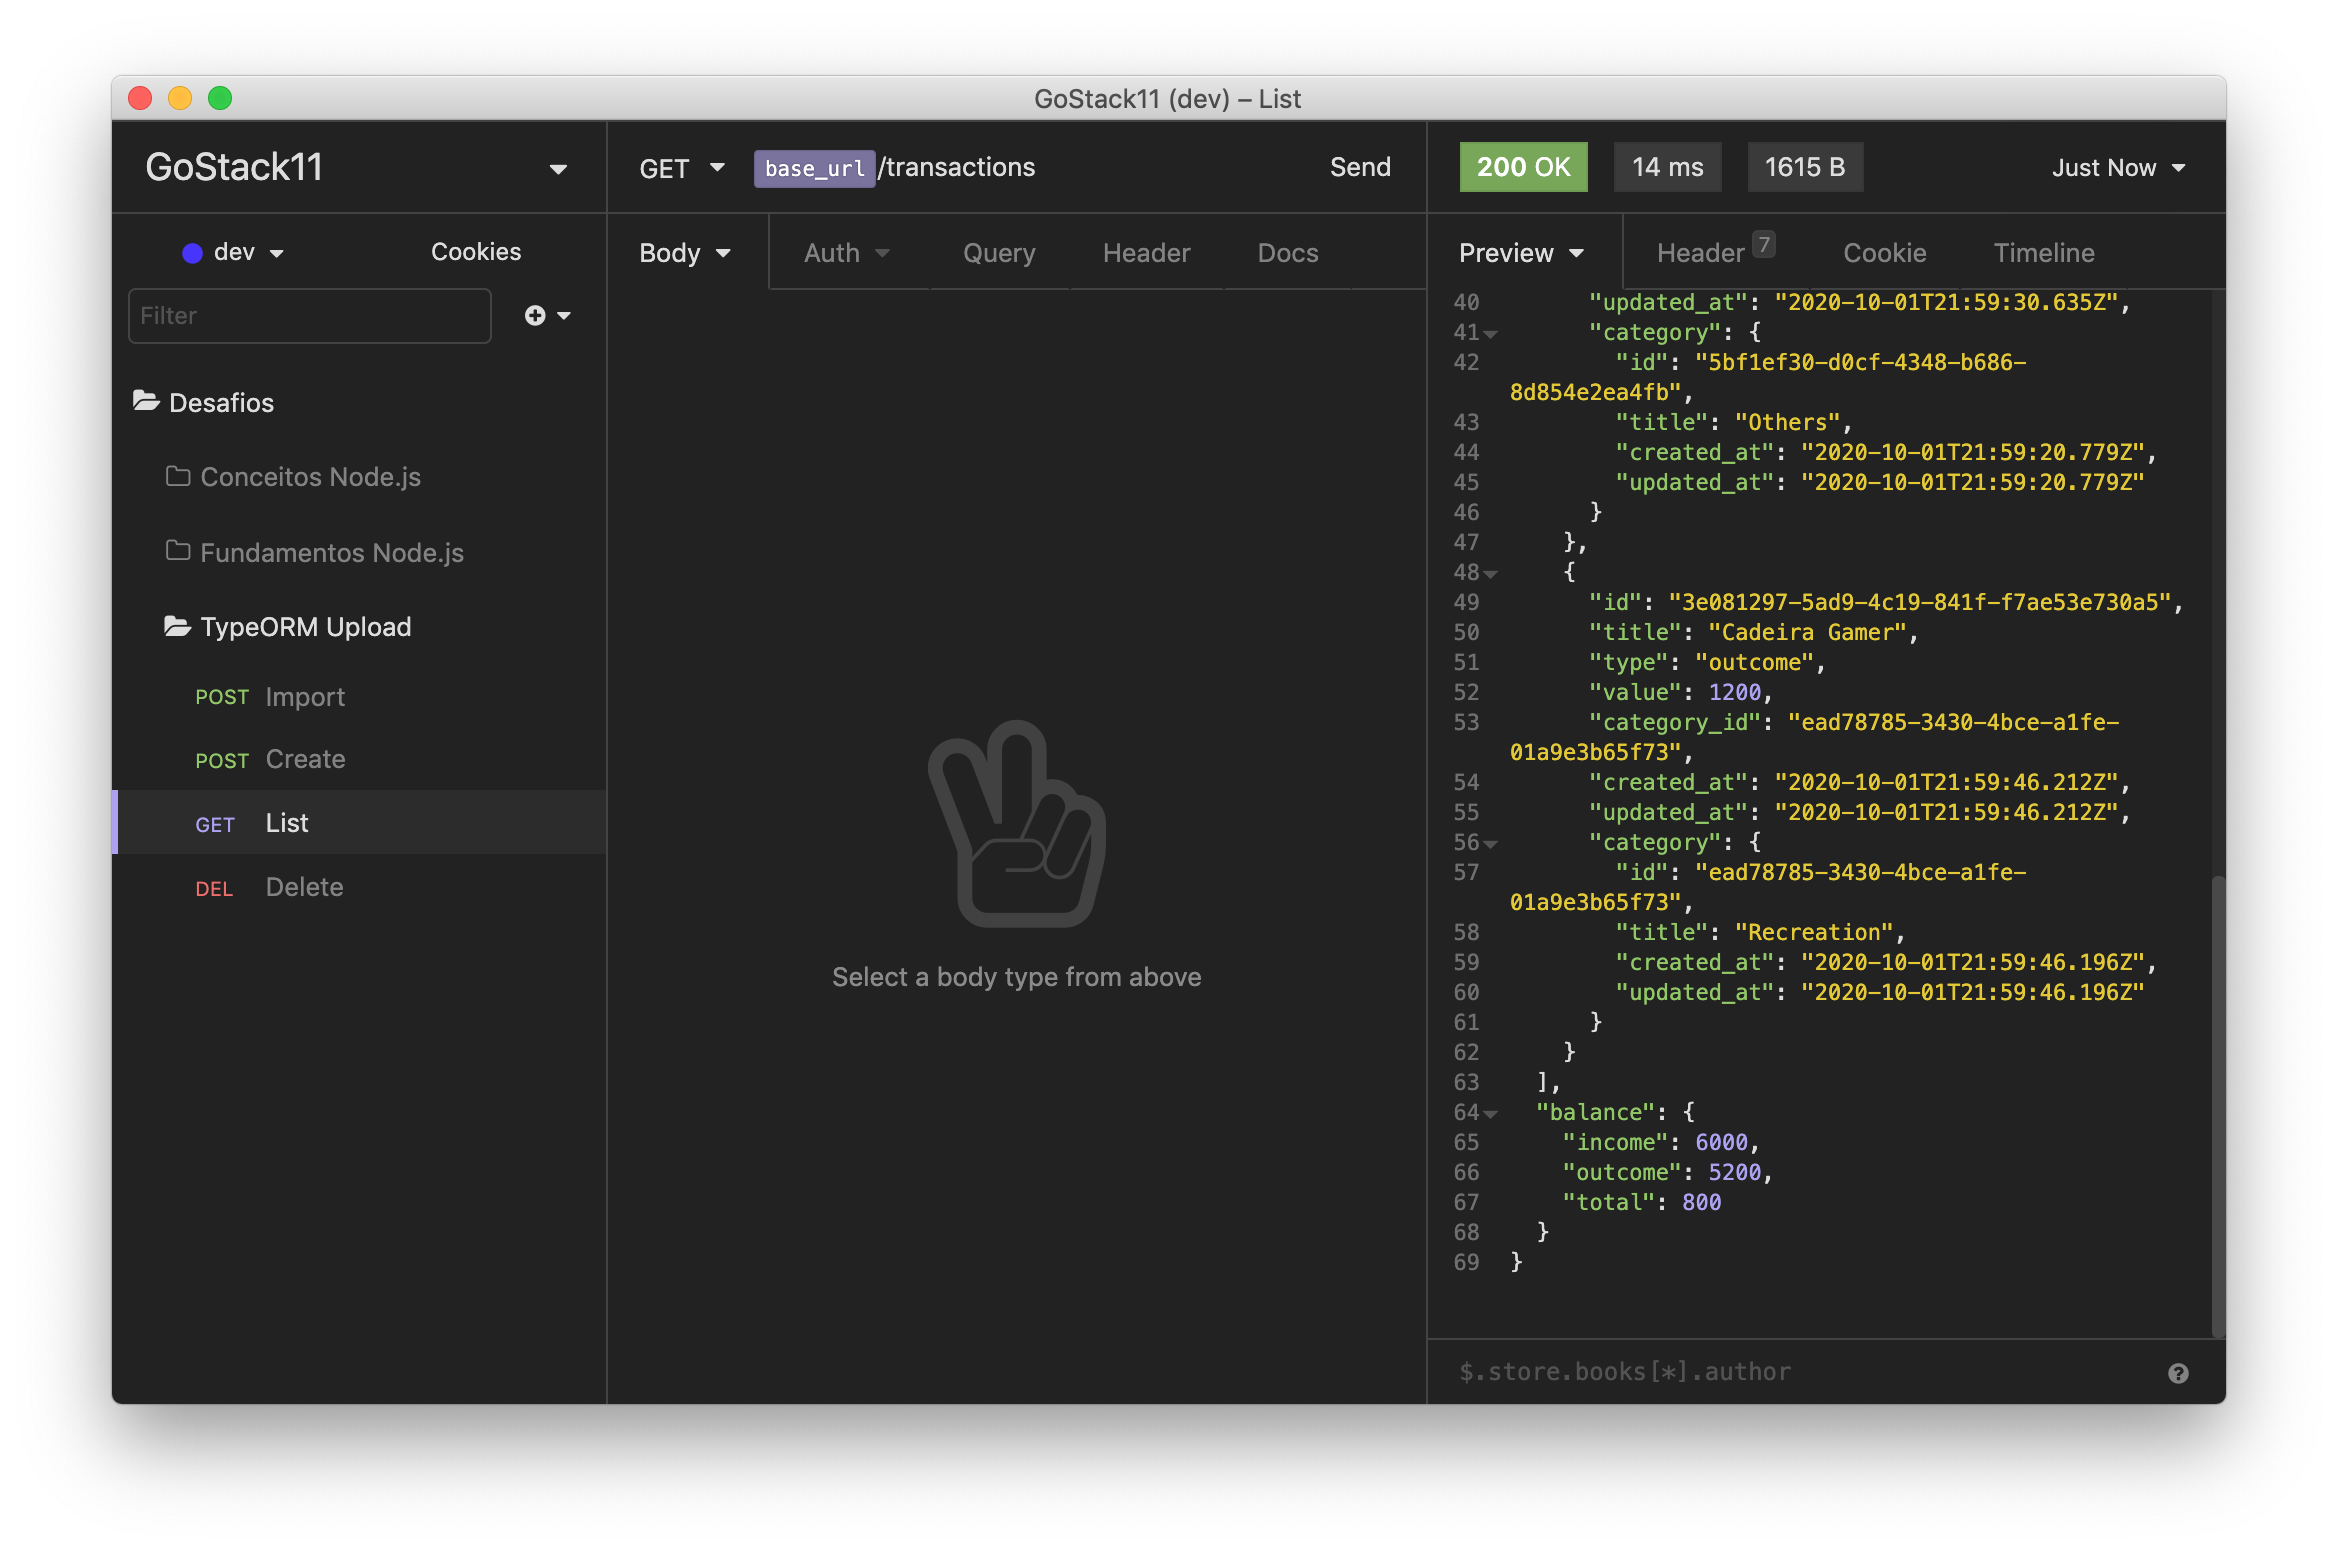 GoStack11 (dev) – List
GoStack11
dev
Cookies
Filter
Desafios
Conceitos Node.js
Fundamentos Node.js
TypeORM Upload
POST Import
POST Create
GET List
DEL Delete
GET base_url/transactions Send
Body Auth Query Header Docs
Select a body type from above
200 OK 14 ms 1615 B Just Now
Preview Header 7 Cookie Timeline
40 "updated_at": "2020-10-01T21:59:30.635Z",
41 "category": {
42 "id": "5bf1ef30-d0cf-4348-b686-
8d854e2ea4fb",
43 "title": "Others",
44 "created_at": "2020-10-01T21:59:20.779Z",
45 "updated_at": "2020-10-01T21:59:20.779Z"
46 }
47 },
48 {
49 "id": "3e081297-5ad9-4c19-841f-f7ae53e730a5",
50 "title": "Cadeira Gamer",
51 "type": "outcome",
52 "value": 1200,
53 "category_id": "ead78785-3430-4bce-a1fe-
01a9e3b65f73",
54 "created_at": "2020-10-01T21:59:46.212Z",
55 "updated_at": "2020-10-01T21:59:46.212Z",
56 "category": {
57 "id": "ead78785-3430-4bce-a1fe-
01a9e3b65f73",
58 "title": "Recreation",
59 "created_at": "2020-10-01T21:59:46.196Z",
60 "updated_at": "2020-10-01T21:59:46.196Z"
61 }
62 }
63 ],
64 "balance": {
65 "income": 6000,
66 "outcome": 5200,
67 "total": 800
68 }
69 }
$.store.books[*].author